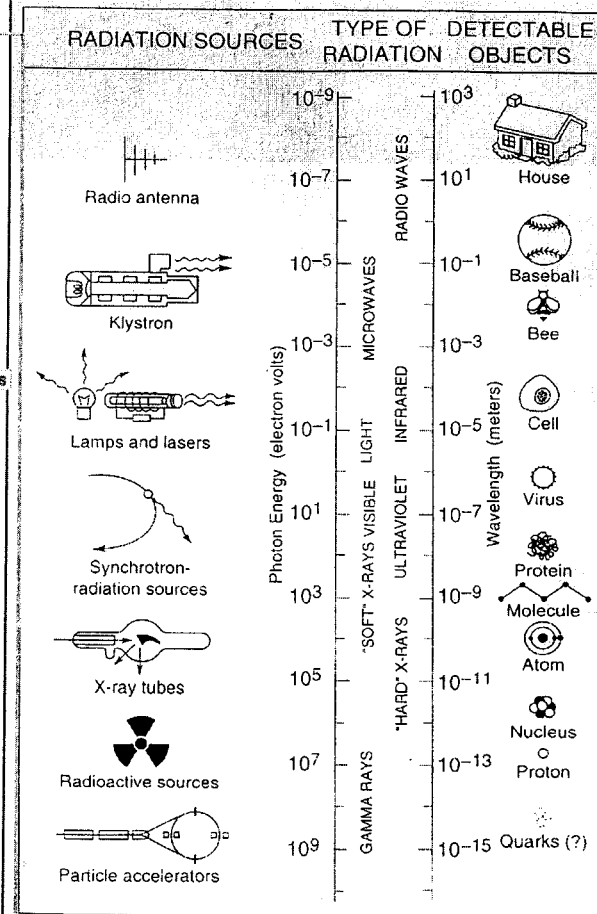 RADIATION SOURCES
TYPE OF
RADIATION
DETECTABLE
OBJECTS
Radio antenna
Klystron
Lamps and lasers
Synchrotron-
radiation sources
X-ray tubes
Radioactive sources
Particle accelerators
Photon Energy (electron volts)
10⁻⁹
10⁻⁷
10⁻⁵
10⁻³
10⁻¹
10¹
10³
10⁵
10⁷
10⁹
RADIO WAVES
MICROWAVES
INFRARED
VISIBLE LIGHT
ULTRAVIOLET
"SOFT" X-RAYS
"HARD" X-RAYS
GAMMA RAYS
10³
10¹
10⁻¹
10⁻³
10⁻⁵
10⁻⁷
10⁻⁹
10⁻¹¹
10⁻¹³
10⁻¹⁵
Wavelength (meters)
House
Baseball
Bee
Cell
Virus
Protein
Molecule
Atom
Nucleus
Proton
Quarks (?)
s